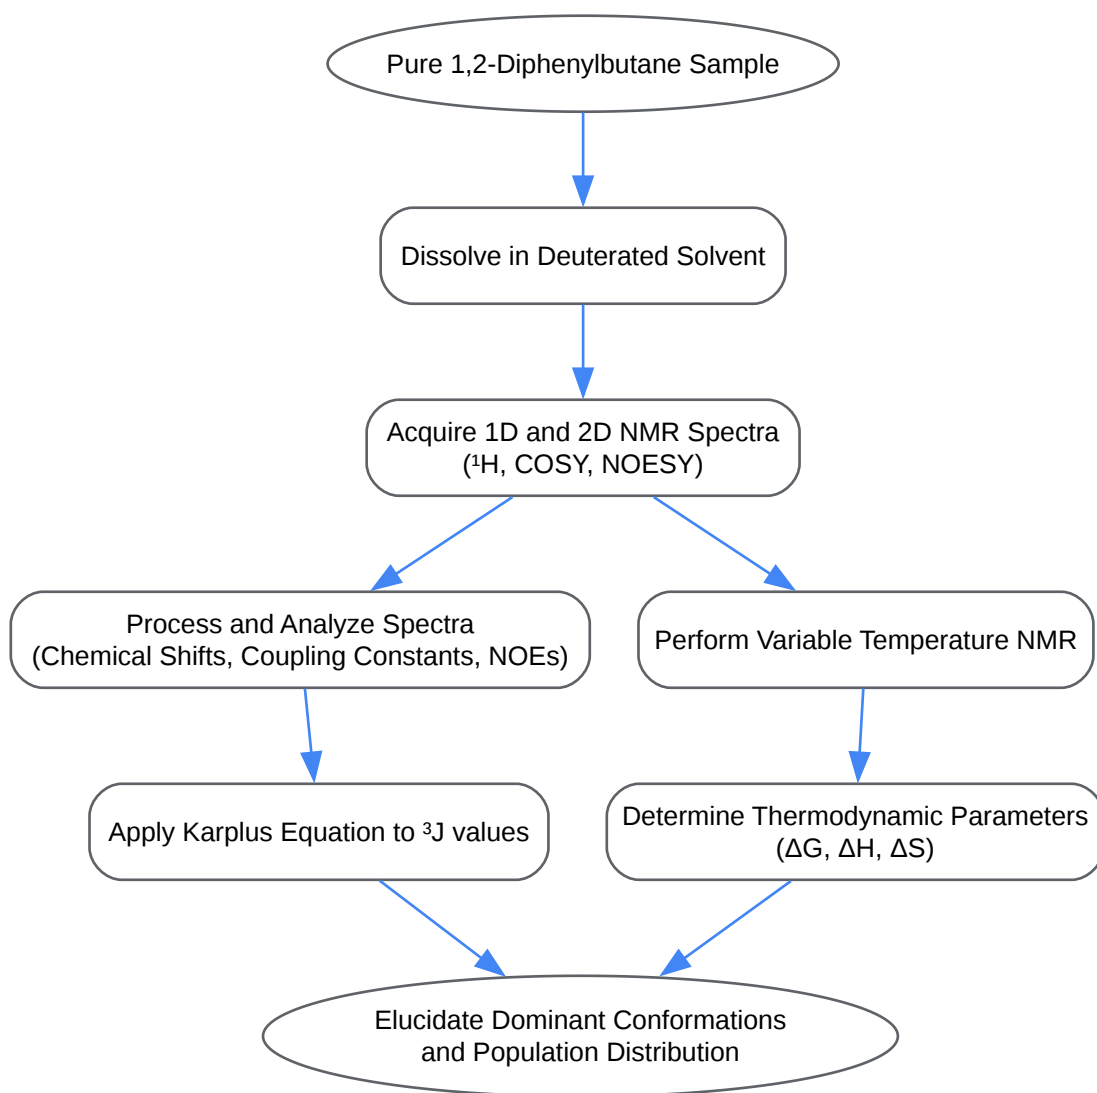 Pure 1,2-Diphenylbutane Sample
Dissolve in Deuterated Solvent
Acquire 1D and 2D NMR Spectra
(¹H, COSY, NOESY)
Process and Analyze Spectra
(Chemical Shifts, Coupling Constants, NOEs)
Perform Variable Temperature NMR
Apply Karplus Equation to ³J values
Determine Thermodynamic Parameters
(ΔG, ΔH, ΔS)
Elucidate Dominant Conformations
and Population Distribution